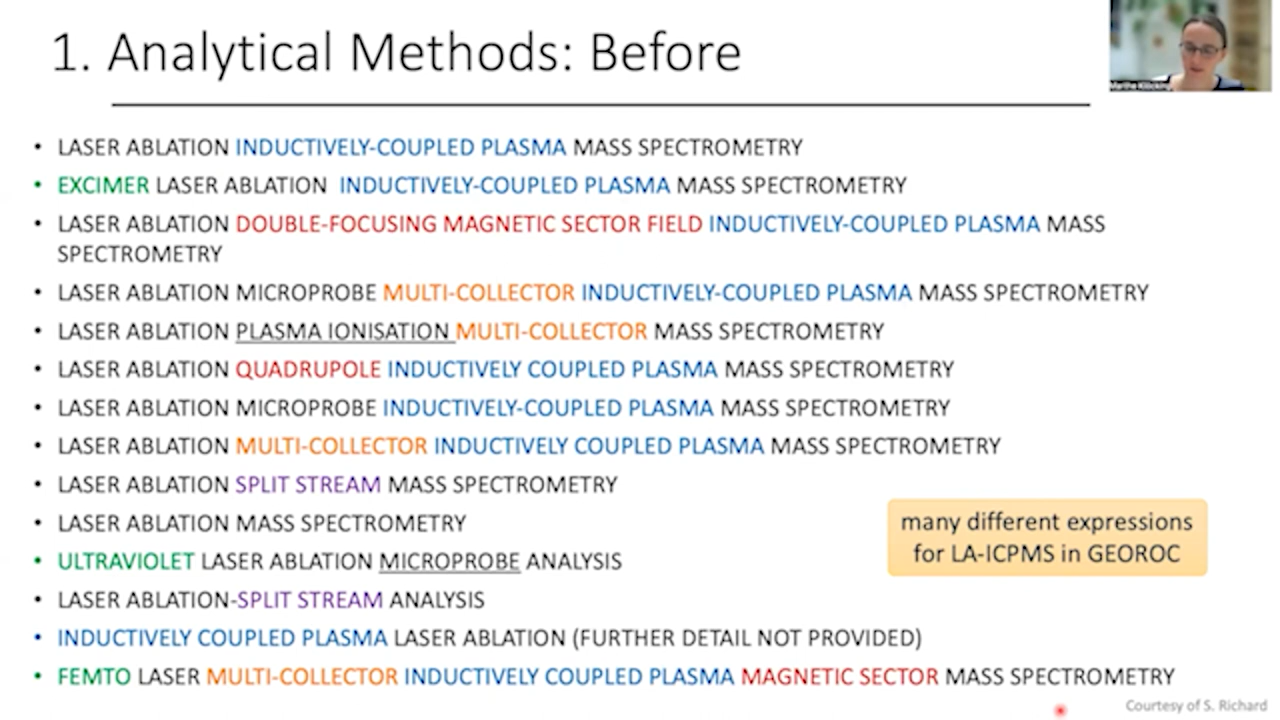 1. Analytical Methods: Before
Marthe Klöcking
• LASER ABLATION INDUCTIVELY-COUPLED PLASMA MASS SPECTROMETRY
• EXCIMER LASER ABLATION INDUCTIVELY-COUPLED PLASMA MASS SPECTROMETRY
• LASER ABLATION DOUBLE-FOCUSING MAGNETIC SECTOR FIELD INDUCTIVELY-COUPLED PLASMA MASS
SPECTROMETRY
• LASER ABLATION MICROPROBE MULTI-COLLECTOR INDUCTIVELY-COUPLED PLASMA MASS SPECTROMETRY
• LASER ABLATION PLASMA IONISATION MULTI-COLLECTOR MASS SPECTROMETRY
• LASER ABLATION QUADRUPOLE INDUCTIVELY COUPLED PLASMA MASS SPECTROMETRY
• LASER ABLATION MICROPROBE INDUCTIVELY-COUPLED PLASMA MASS SPECTROMETRY
• LASER ABLATION MULTI-COLLECTOR INDUCTIVELY COUPLED PLASMA MASS SPECTROMETRY
• LASER ABLATION SPLIT STREAM MASS SPECTROMETRY
• LASER ABLATION MASS SPECTROMETRY
• ULTRAVIOLET LASER ABLATION MICROPROBE ANALYSIS
• LASER ABLATION-SPLIT STREAM ANALYSIS
• INDUCTIVELY COUPLED PLASMA LASER ABLATION (FURTHER DETAIL NOT PROVIDED)
• FEMTO LASER MULTI-COLLECTOR INDUCTIVELY COUPLED PLASMA MAGNETIC SECTOR MASS SPECTROMETRY
many different expressions
for LA-ICPMS in GEOROC
Courtesy of S. Richard